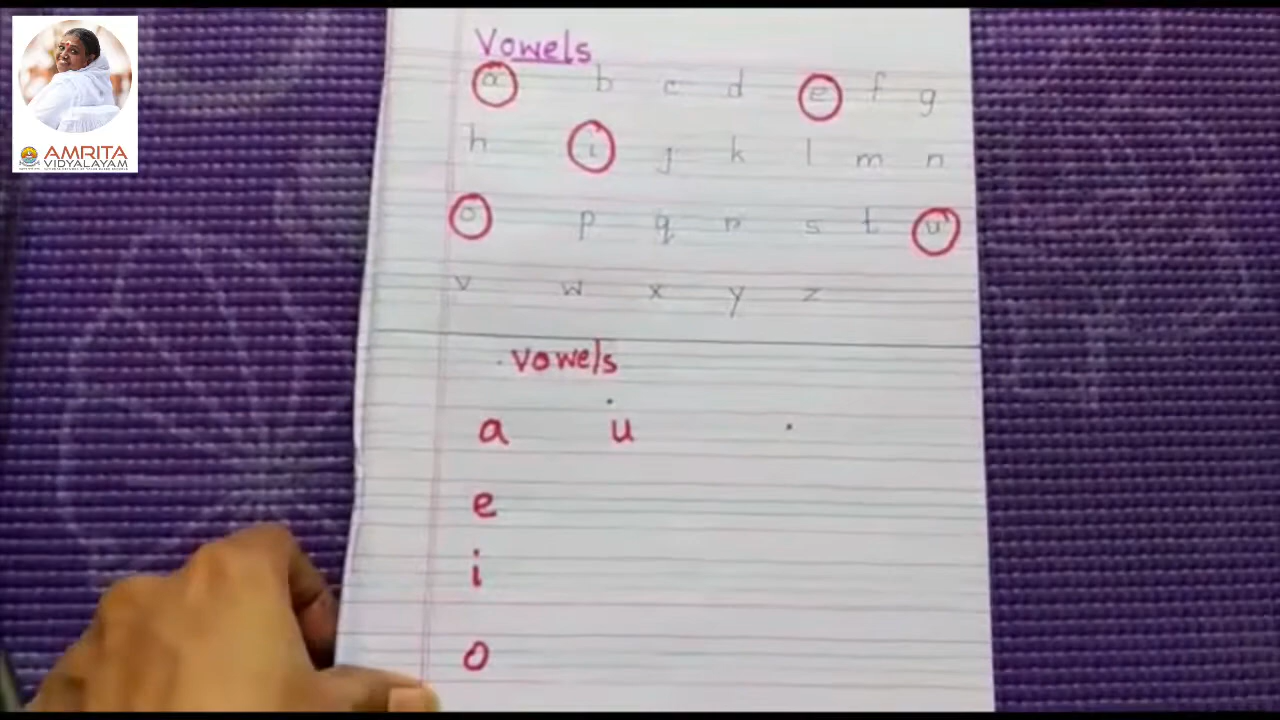 AMRITA
VIDYALAYAM
Vowels
a b c d e f g
h i j k l m n
o p q r s t u
v w x y z
vowels
a u
e
i
o